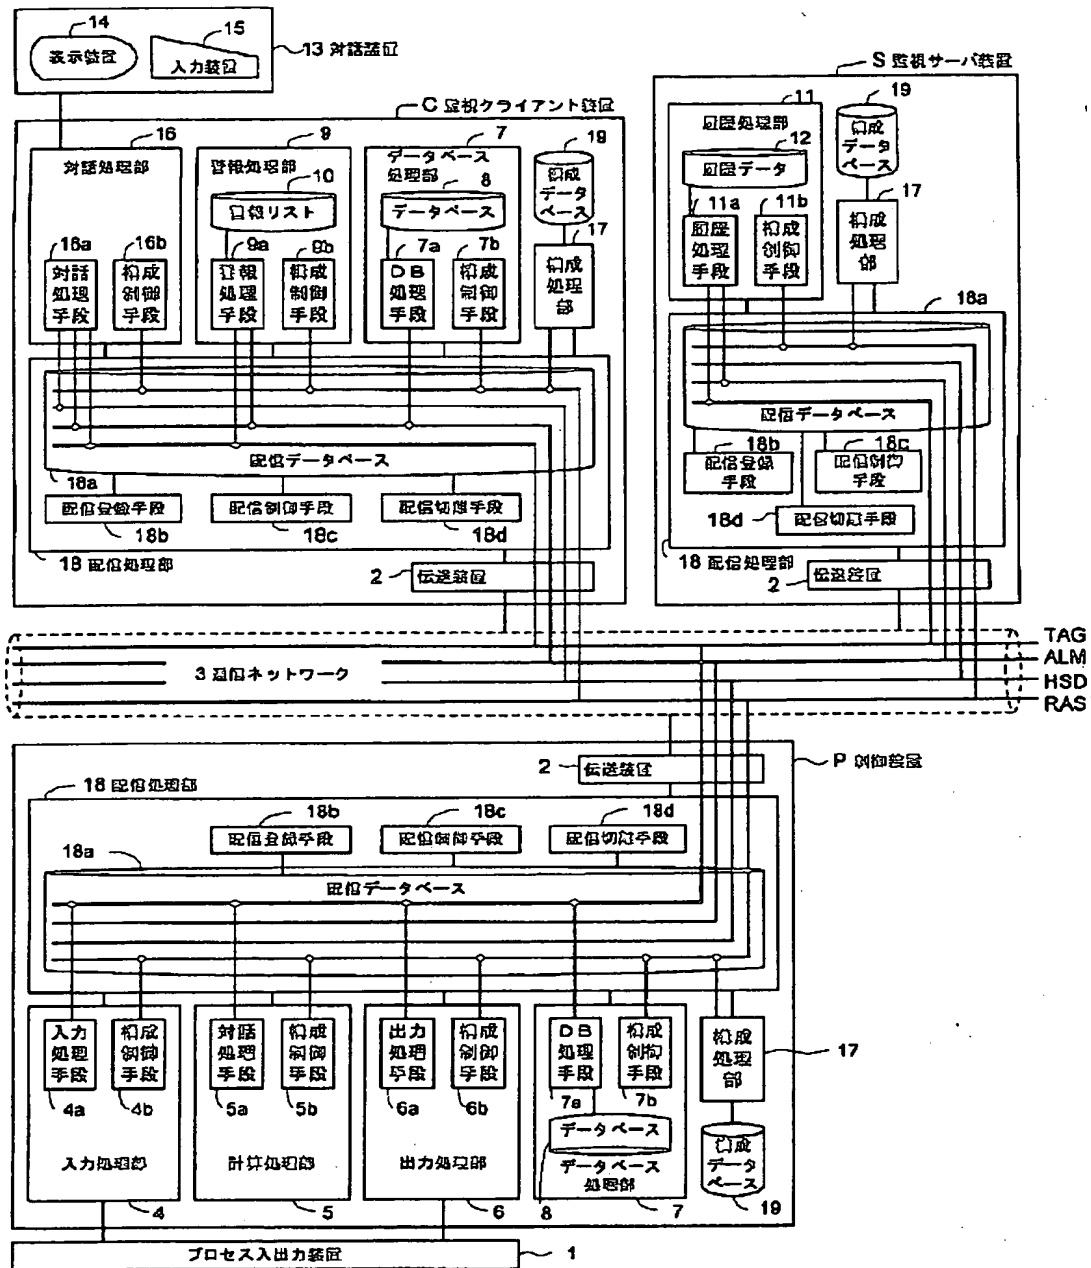 14
表示装置
15
入力装置
13 対話装置
C 監視クライアント装置
16
対話処理部
16a
対話
処理
手段
16b
構成
制御
手段
9
警報処理部
10
警報リスト
9a
警報
処理
手段
9b
構成
制御
手段
7
データベース
処理部
8
データベース
7a
DB
処理
手段
7b
構成
制御
手段
19
構成
データ
ベース
17
構成
処理
部
配信データベース
18a
配信登録手段
18b
配信制御手段
18c
配信切離手段
18d
18 配信処理部
2
伝送装置
S 監視サーバ装置
11
履歴処理部
12
履歴データ
11a
履歴
処理
手段
11b
構成
制御
手段
19
構成
データ
ベース
17
構成
処理
部
18a
配信データベース
18b
配信登録
手段
18c
配信制御
手段
18d
配信切離手段
18 配信処理部
2
伝送装置
3 通信ネットワーク
TAG
ALM
HSD
RAS
P 制御装置
2
伝送装置
18 配信処理部
18b
配信登録手段
18c
配信制御手段
18d
配信切離手段
18a
配信データベース
入力
処理
手段
4a
構成
制御
手段
4b
入力処理部
4
対話
処理
手段
5a
構成
制御
手段
5b
計算処理部
5
出力
処理
手段
6a
構成
制御
手段
6b
出力処理部
6
DB
処理
手段
7a
構成
制御
手段
7b
データベース
8
データベース
処理部
7
構成
処理
部
17
構成
データ
ベース
19
プロセス入出力装置
1